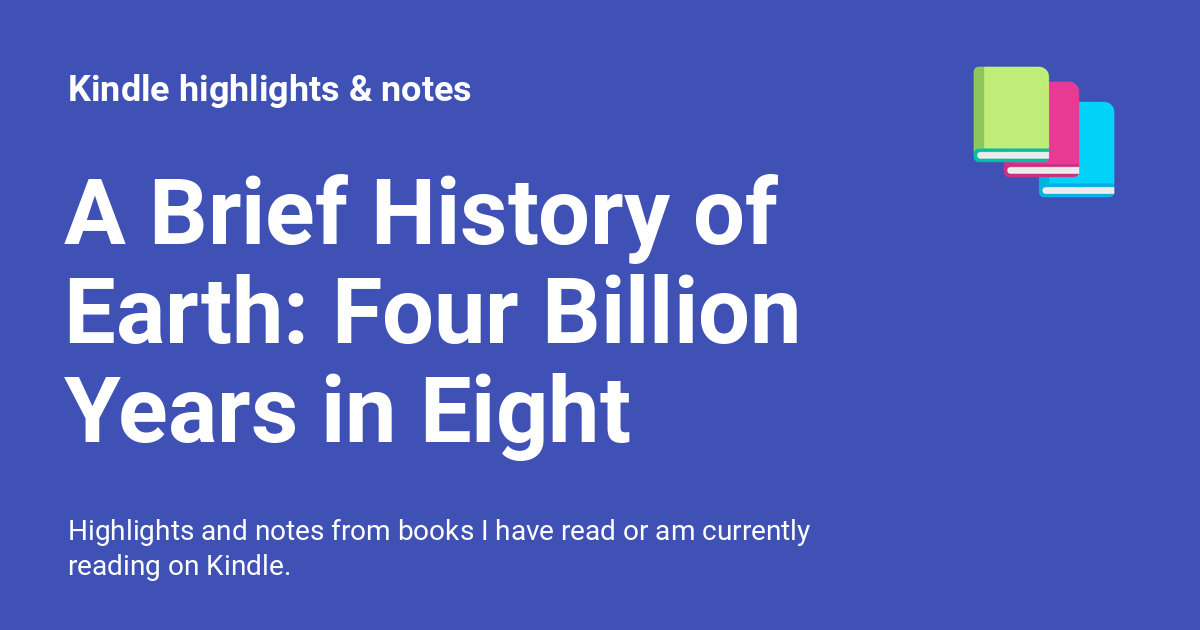 Kindle highlights & notes
A Brief History of
Earth: Four Billion
Years in Eight
Highlights and notes from books I have read or am currently
reading on Kindle.